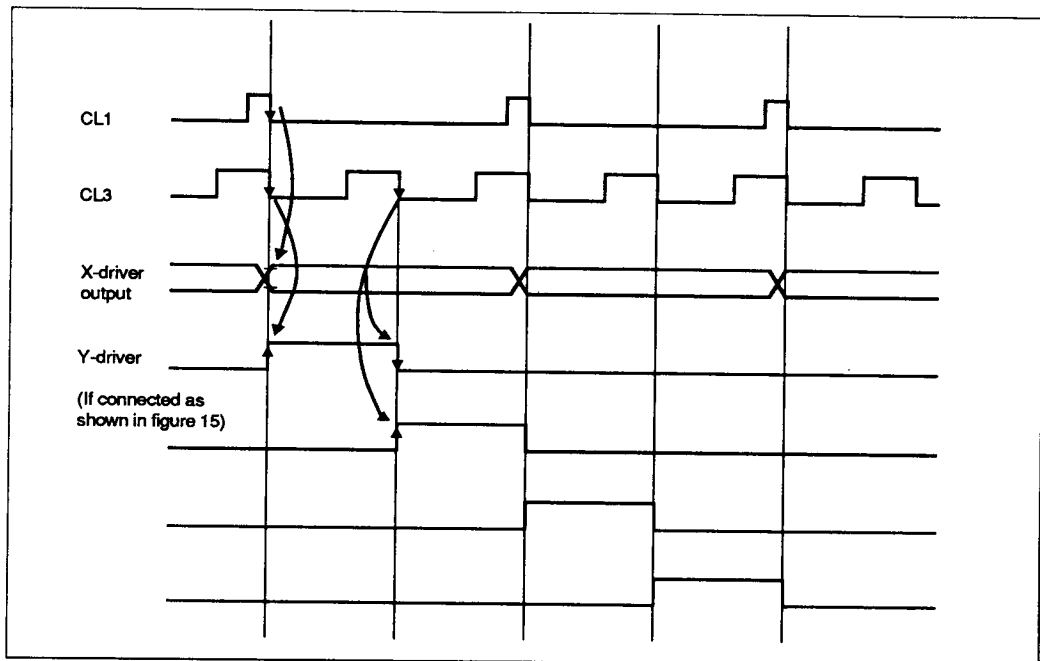 CL1
CL3
X-driver
output
Y-driver
(If connected as
shown in figure 15)